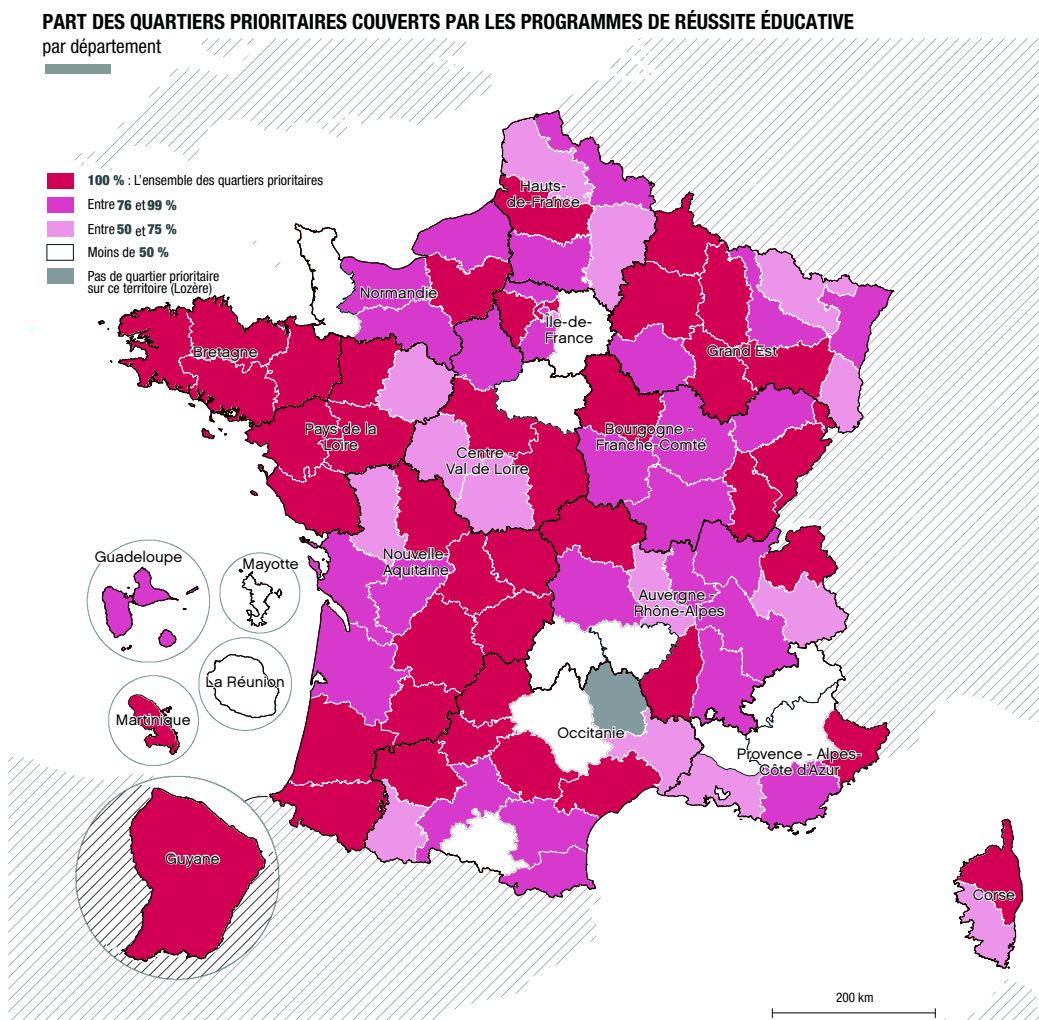 PART DES QUARTIERS PRIORITAIRES COUVERTS PAR LES PROGRAMMES DE RÉUSSITE ÉDUCATIVE
par département
100 % : L'ensemble des quartiers prioritaires
Entre 76 et 99 %
Entre 50 et 75 %
Moins de 50 %
Pas de quartier prioritaire
sur ce territoire (Lozère)
Hauts-
de-France
Normandie
Île-de-
France
Bretagne
Grand Est
Pays de la
Loire
Centre -
Val de Loire
Bourgogne -
Franche-Comté
Nouvelle-
Aquitaine
Auvergne -
Rhône-Alpes
Occitanie
Provence - Alpes-
Côte d'Azur
Corse
Guadeloupe
Mayotte
La Réunion
Martinique
Guyane
200 km